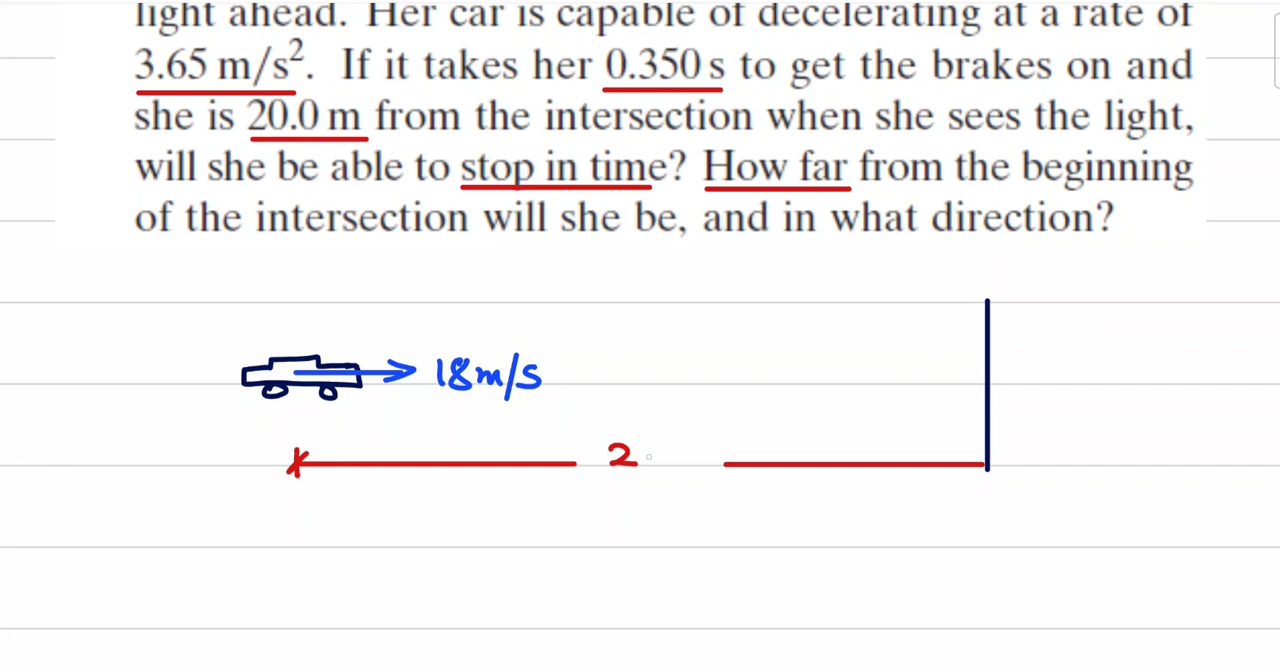 light ahead. Her car is capable of decelerating at a rate of
3.65 m/s². If it takes her 0.350 s to get the brakes on and
she is 20.0 m from the intersection when she sees the light,
will she be able to stop in time? How far from the beginning
of the intersection will she be, and in what direction?
18m/s
2